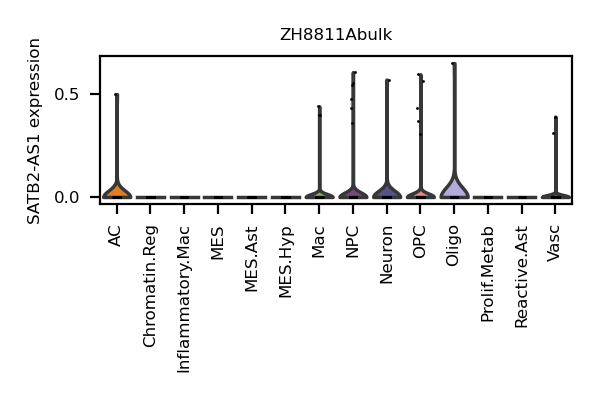 ZH8811Abulk
SATB2-AS1 expression
0.5
0.0
AC
Chromatin.Reg
Inflammatory.Mac
MES
MES.Ast
MES.Hyp
Mac
NPC
Neuron
OPC
Oligo
Prolif.Metab
Reactive.Ast
Vasc